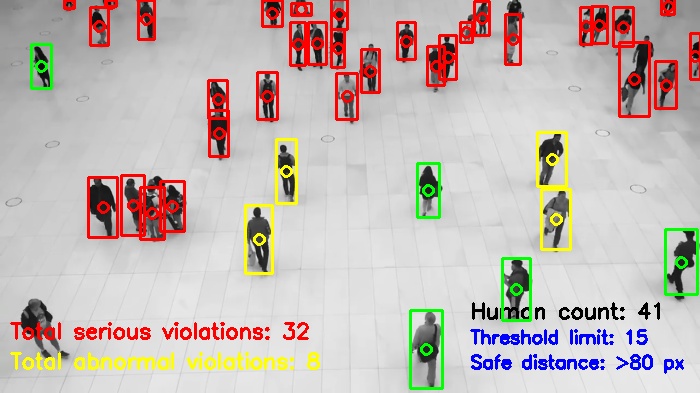 Human count: 41
Total serious violations: 32
Threshold limit: 15
Total abnormal violations: 8
Safe distance: >80 px